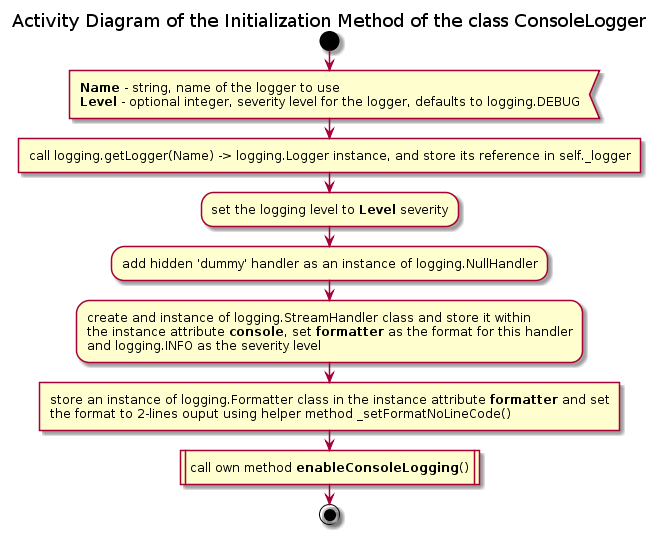 Activity Diagram of the Initialization Method of the class ConsoleLogger
Name - string, name of the logger to use
Level - optional integer, severity level for the logger, defaults to logging.DEBUG
call logging.getLogger(Name) -> logging.Logger instance, and store its reference in self._logger
set the logging level to Level severity
add hidden 'dummy' handler as an instance of logging.NullHandler
create and instance of logging.StreamHandler class and store it within
the instance attribute console, set formatter as the format for this handler
and logging.INFO as the severity level
store an instance of logging.Formatter class in the instance attribute formatter and set
the format to 2-lines ouput using helper method _setFormatNoLineCode()
call own method enableConsoleLogging()